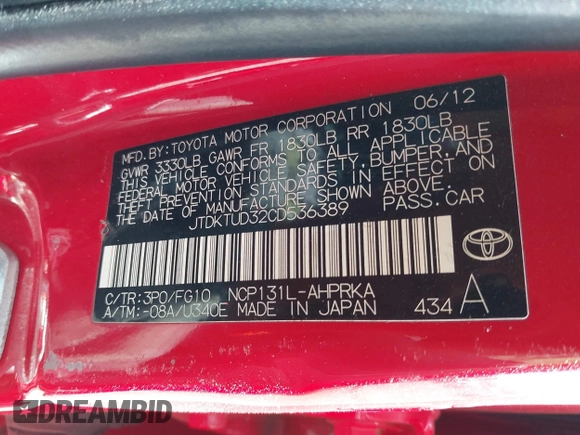 MFD.BY:TOYOTA MOTOR CORPORATION 06/12
GVWR 3330LB GAWR FR 1830LB RR 1830LB
THIS VEHICLE CONFORMS TO ALL APPLICABLE
FEDERAL MOTOR VEHICLE SAFETY,BUMPER,AND
THEFT PREVENTION STANDARDS IN EFFECT ON
THE DATE OF MANUFACTURE SHOWN ABOVE.
JTDKTUD32CD536389 PASS.CAR
C/TR:3P0/FG10 NCP131L-AHPRKA
A/TM:-08A/U340E MADE IN JAPAN 434 A
DREAMBID